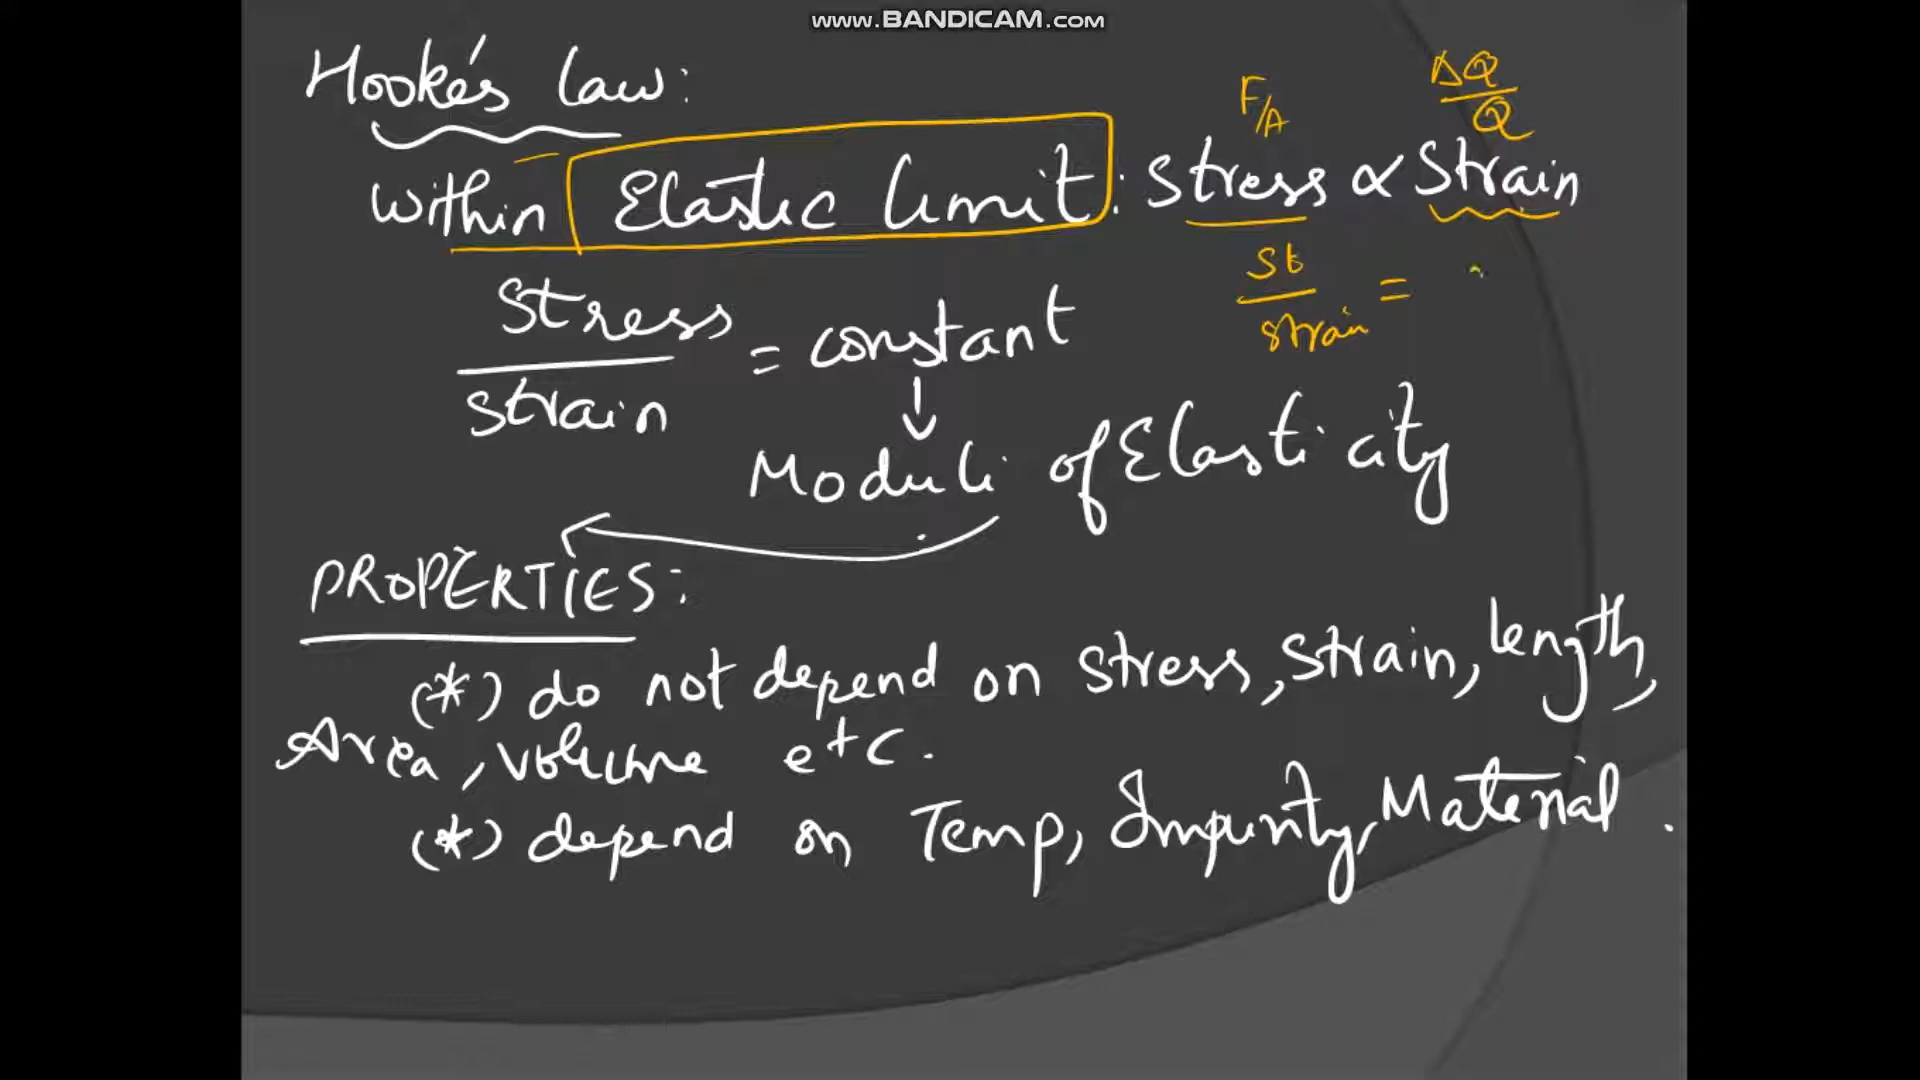 www.BANDICAM.com
Hooke's law:
within Elastic limit: Stress ∝ Strain
F/A
ΔQ/Q
Stress/Strain = constant
St/Strain =
↓
Moduli of Elasticity
PROPERTIES:
(*) do not depend on stress, strain, length,
Area, volume etc.
(*) depend on Temp, Impurity, Material.